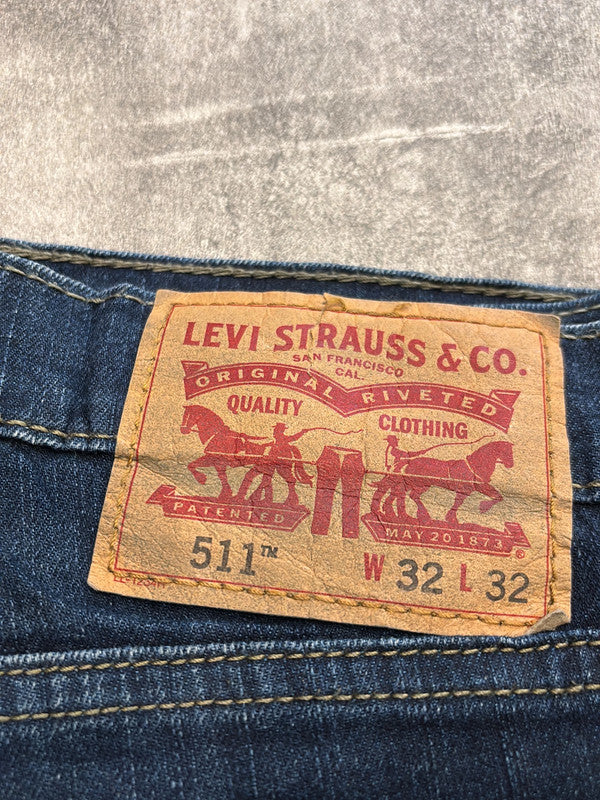 LEVI STRAUSS & CO.
SAN FRANCISCO
CAL.
ORIGINAL RIVETED
QUALITY CLOTHING
PATENTED MAY 20 1873 ®
511™ W 32 L 32